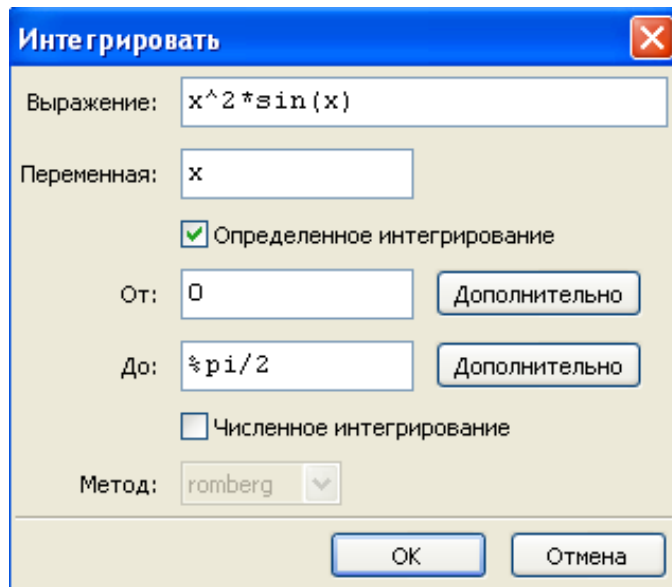 Интегрировать
Выражение: x^2*sin(x)
Переменная: x
Определенное интегрирование
От: 0 Дополнительно
До: %pi/2 Дополнительно
Численное интегрирование
Метод: romberg
OK Отмена